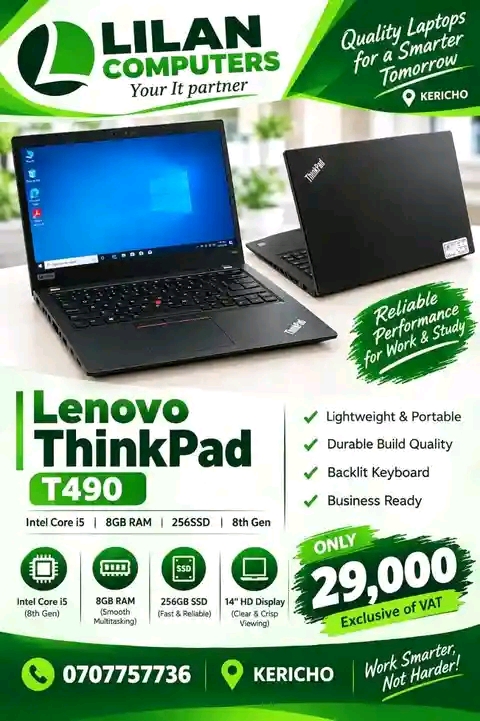 LILAN
COMPUTERS
Your It partner
Quality Laptops
for a Smarter
Tomorrow
KERICHO
ThinkPad
ThinkPad
Reliable
Performance
for Work & Study
Lenovo
ThinkPad
T490
Intel Core i5 | 8GB RAM | 256SSD | 8th Gen
Intel Core i5
(8th Gen)
8GB RAM
(Smooth
Multitasking)
SSD
256GB SSD
(Fast & Reliable)
14" HD Display
(Clear & Crisp
Viewing)
Lightweight & Portable
Durable Build Quality
Backlit Keyboard
Business Ready
ONLY
29,000
Exclusive of VAT
0707757736
KERICHO
Work Smarter,
Not Harder!